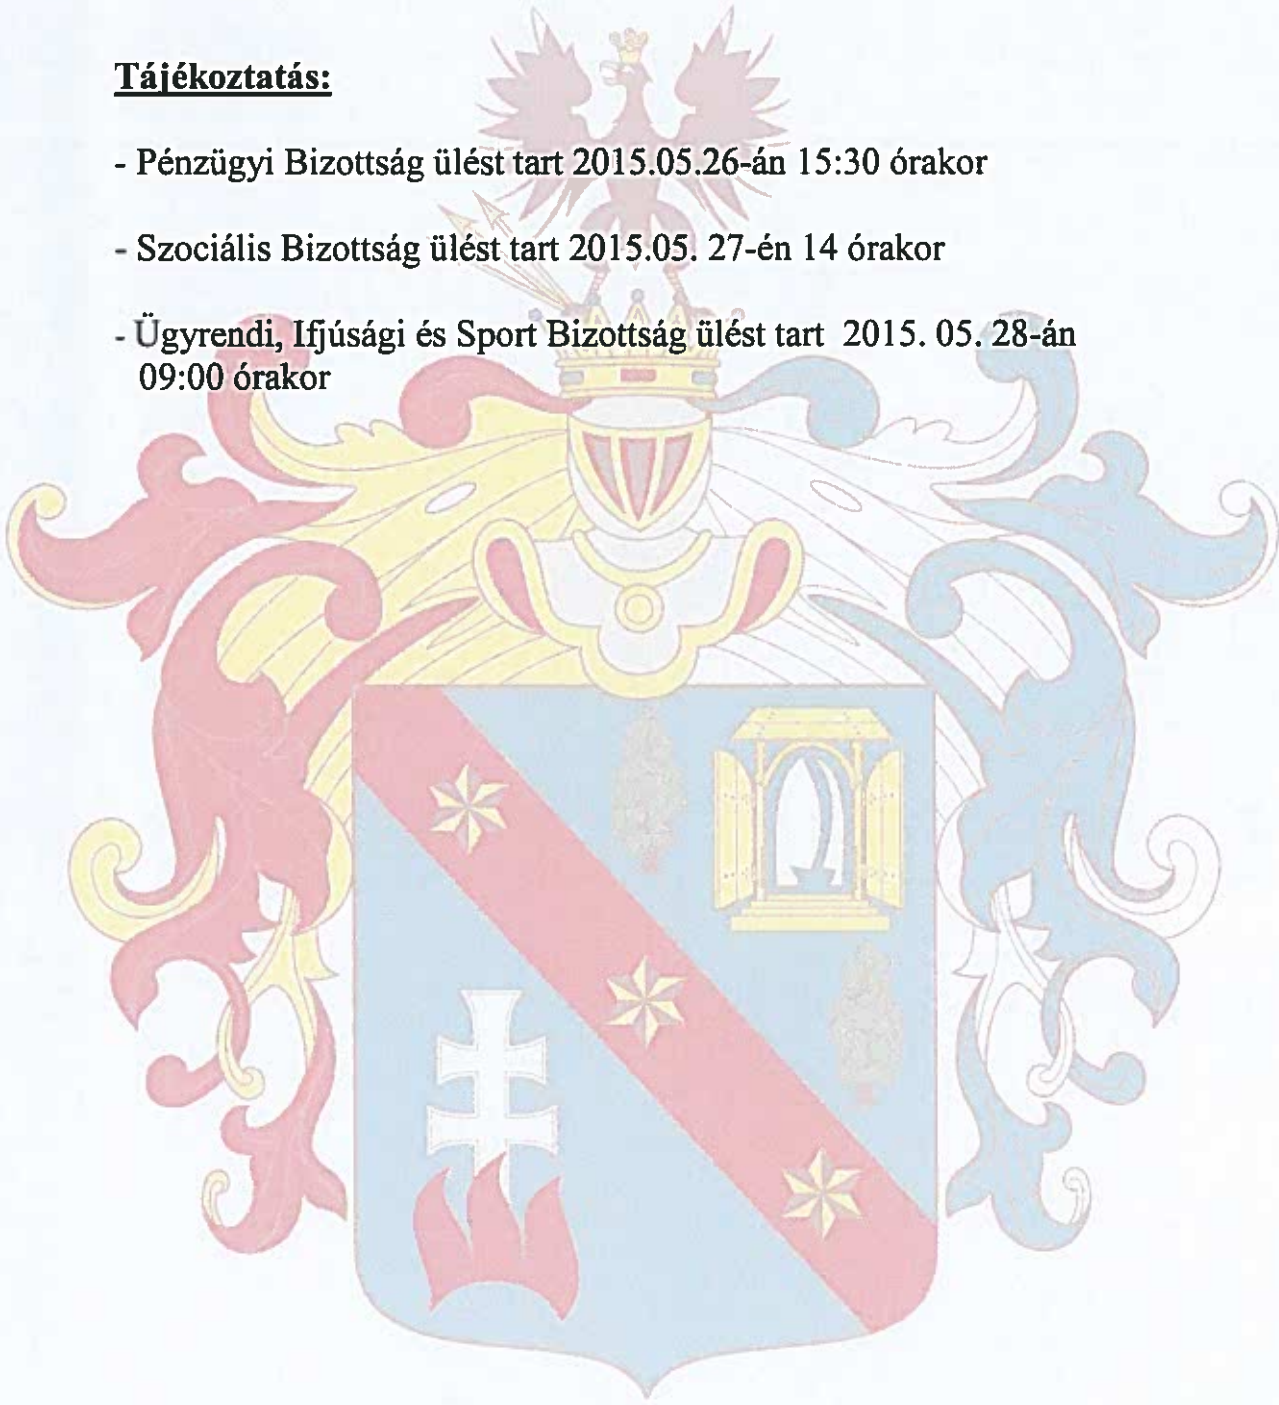 Tájékoztatás:
- Pénzügyi Bizottság ülést tart 2015.05.26-án 15:30 órakor
- Szociális Bizottság ülést tart 2015.05. 27-én 14 órakor
- Ügyrendi, Ifjúsági és Sport Bizottság ülést tart 2015. 05. 28-án
09:00 órakor